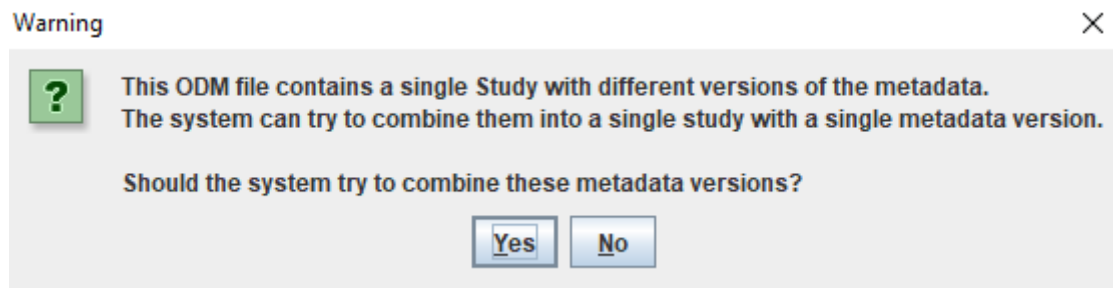 Warning
This ODM file contains a single Study with different versions of the metadata.
The system can try to combine them into a single study with a single metadata version.
Should the system try to combine these metadata versions?
Yes No